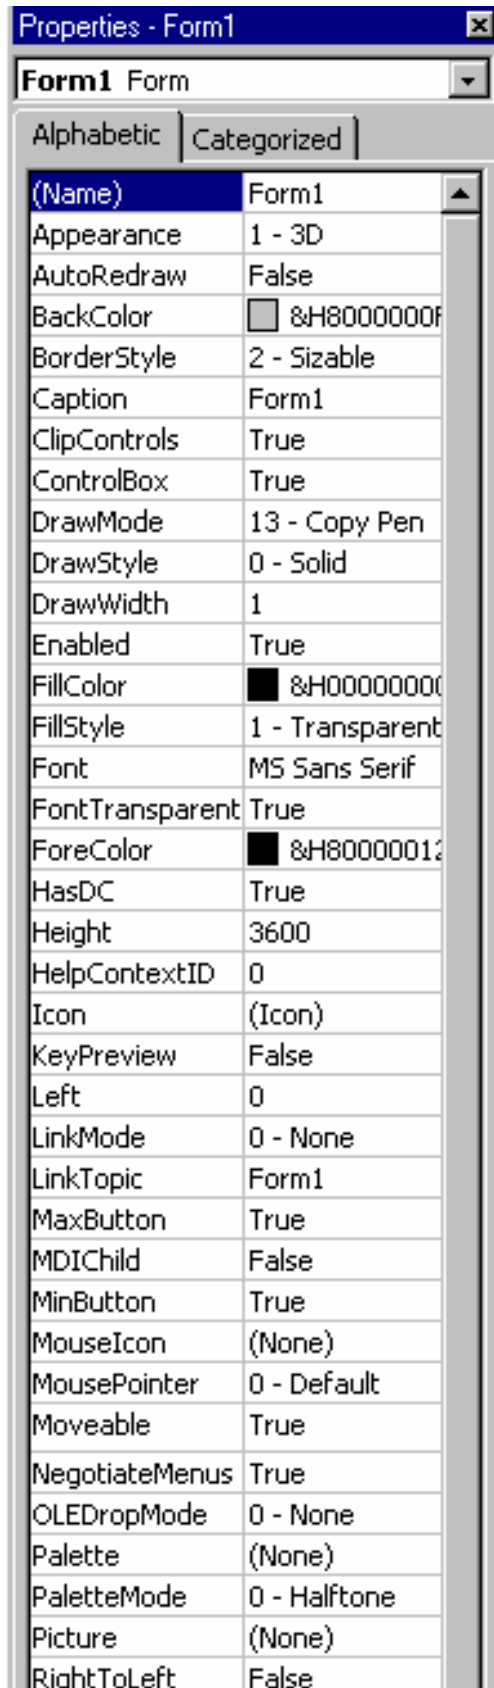 Properties - Form1
Form1 Form
Alphabetic Categorized
(Name) Form1
Appearance 1 - 3D
AutoRedraw False
BackColor &H8000000F
BorderStyle 2 - Sizable
Caption Form1
ClipControls True
ControlBox True
DrawMode 13 - Copy Pen
DrawStyle 0 - Solid
DrawWidth 1
Enabled True
FillColor &H00000000
FillStyle 1 - Transparent
Font MS Sans Serif
FontTransparent True
ForeColor &H80000012
HasDC True
Height 3600
HelpContextID 0
Icon (Icon)
KeyPreview False
Left 0
LinkMode 0 - None
LinkTopic Form1
MaxButton True
MDIChild False
MinButton True
MouseIcon (None)
MousePointer 0 - Default
Moveable True
NegotiateMenus True
OLEDropMode 0 - None
Palette (None)
PaletteMode 0 - Halftone
Picture (None)
RightToLeft False